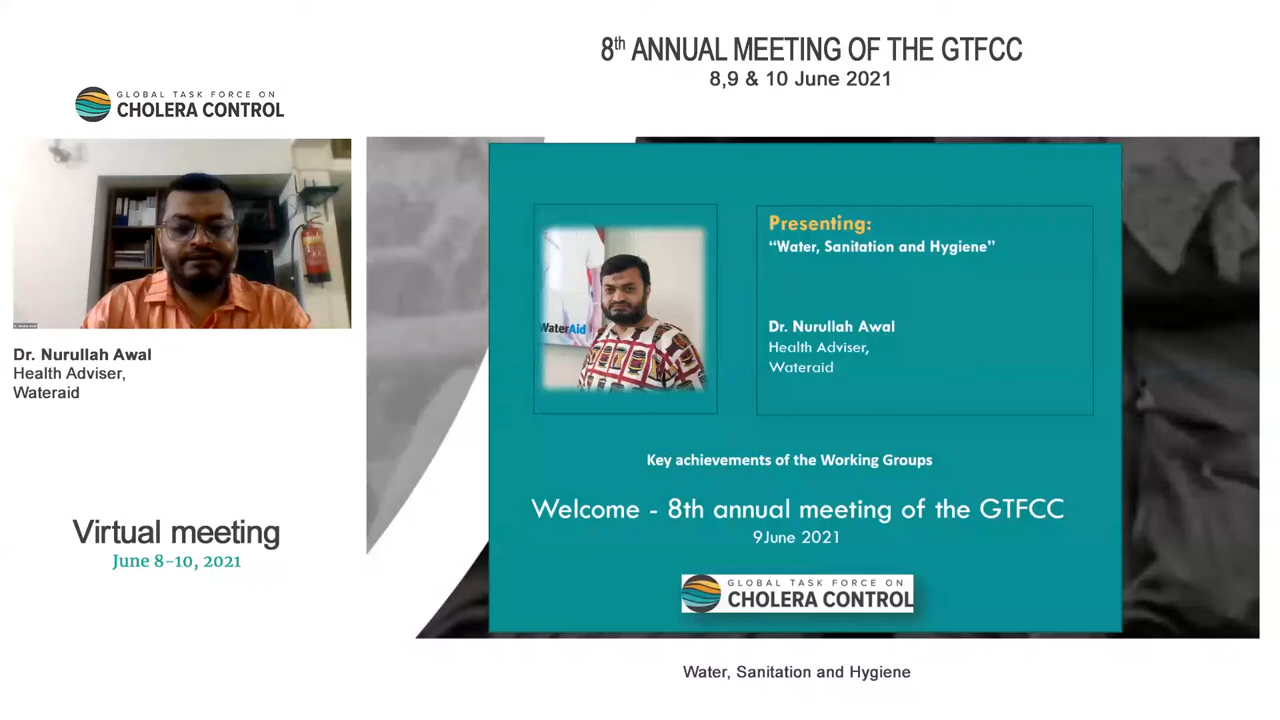 8th ANNUAL MEETING OF THE GTFCC
8,9 & 10 June 2021
GLOBAL TASK FORCE ON
CHOLERA CONTROL
Dr. Nurullah Awal
Health Adviser,
Wateraid
Virtual meeting
June 8-10, 2021
WaterAid
Presenting:
“Water, Sanitation and Hygiene”
Dr. Nurullah Awal
Health Adviser,
Wateraid
Key achievements of the Working Groups
Welcome - 8th annual meeting of the GTFCC
9June 2021
GLOBAL TASK FORCE ON
CHOLERA CONTROL
Water, Sanitation and Hygiene